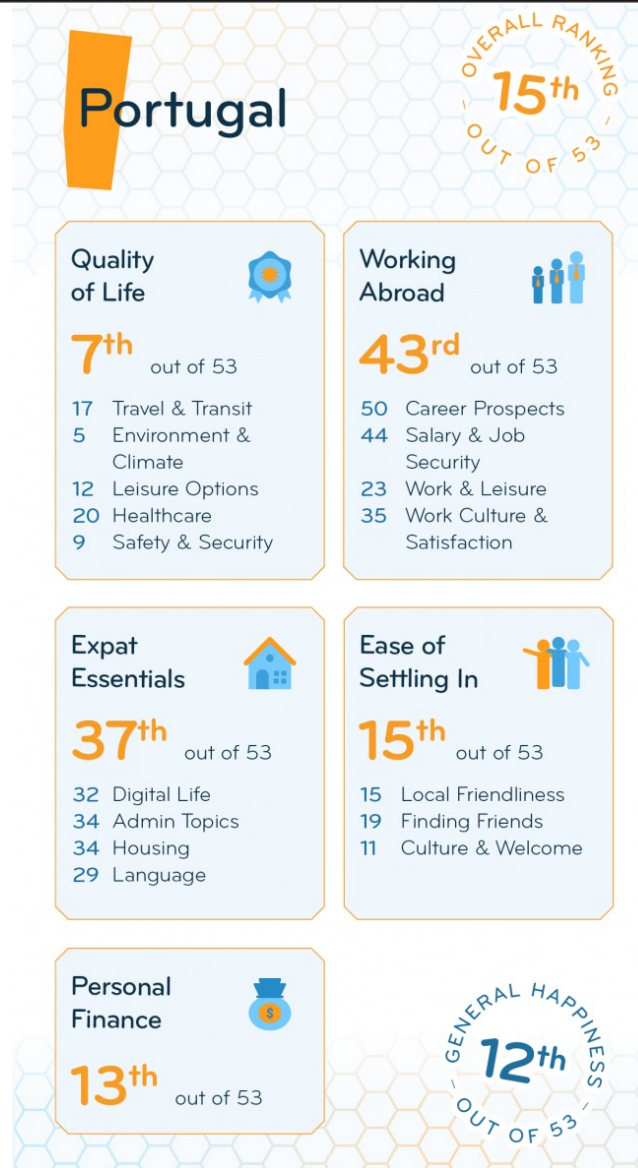 Portugal
OVERALL RANKING
15th
OUT OF 53
Quality
of Life
7th out of 53
17 Travel & Transit
5 Environment &
Climate
12 Leisure Options
20 Healthcare
9 Safety & Security
Working
Abroad
43rd out of 53
50 Career Prospects
44 Salary & Job
Security
23 Work & Leisure
35 Work Culture &
Satisfaction
Expat
Essentials
37th out of 53
32 Digital Life
34 Admin Topics
34 Housing
29 Language
Ease of
Settling In
15th out of 53
15 Local Friendliness
19 Finding Friends
11 Culture & Welcome
Personal
Finance
$
13th out of 53
GENERAL HAPPINESS
12th
OUT OF 53